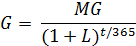 G = MG / (1 + L)^{t/365}